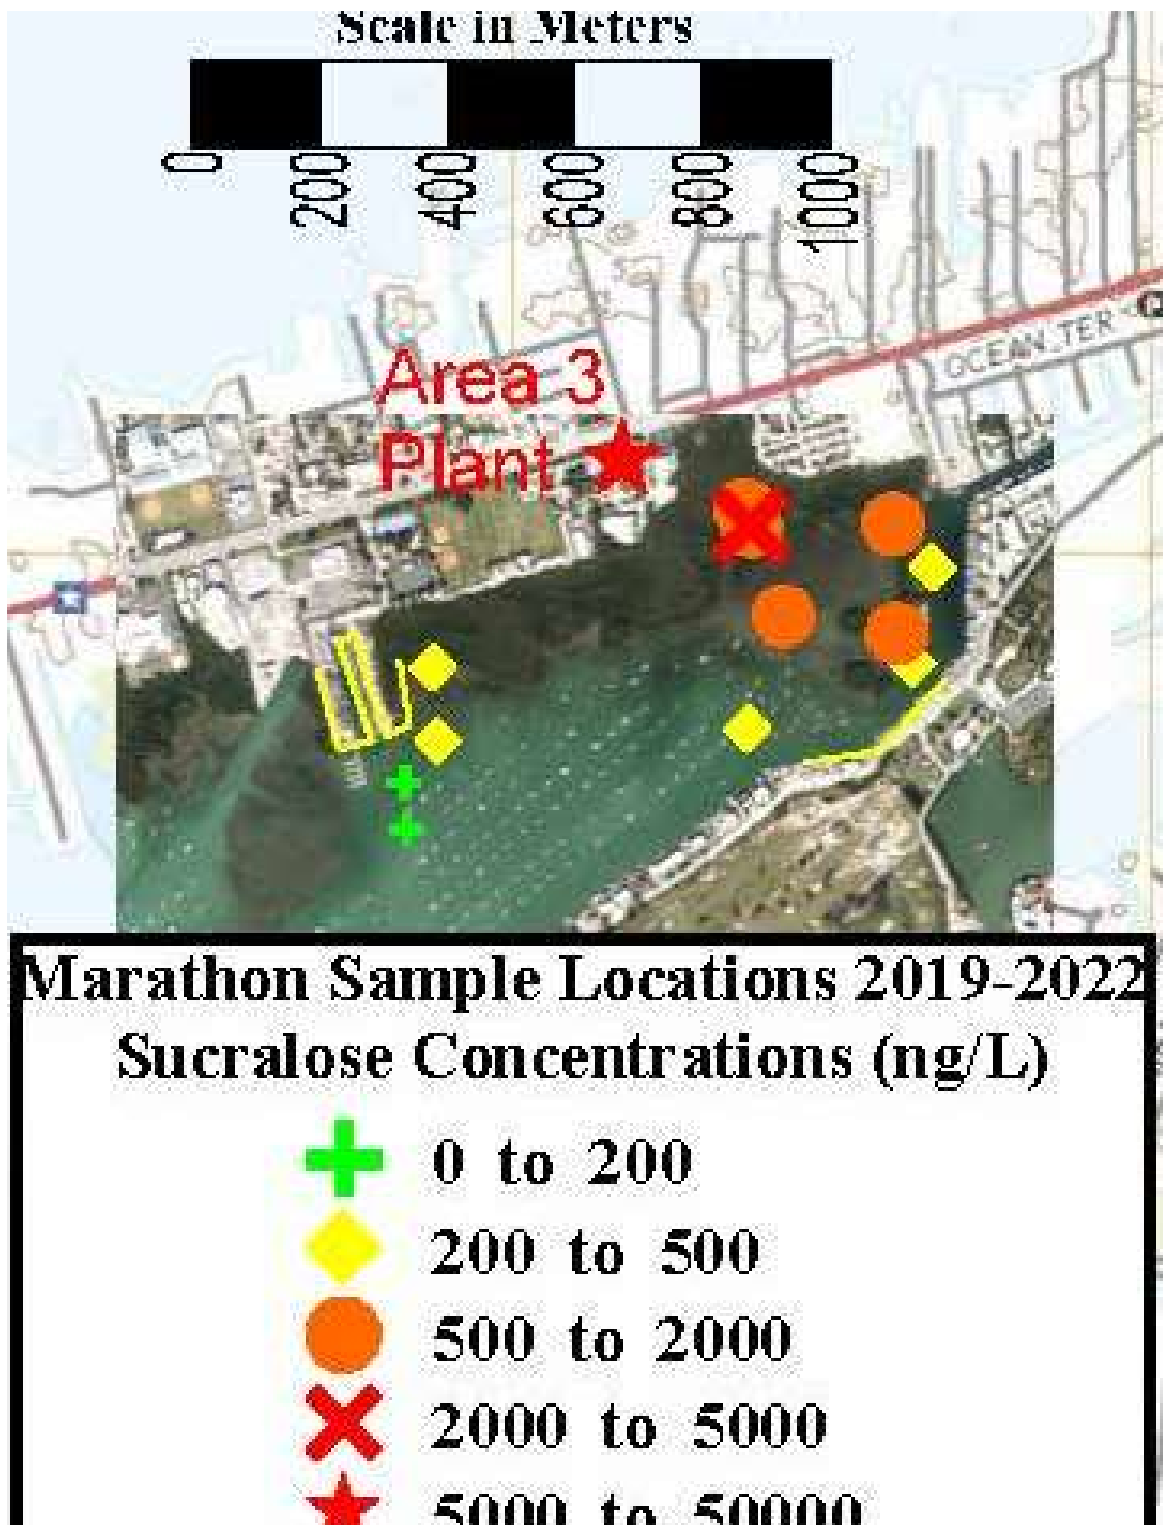 Scale in Meters
0 200 400 600 800 1000
OCEAN TER
Area 3
Plant
Marathon Sample Locations 2019-2022
Sucralose Concentrations (ng/L)
0 to 200
200 to 500
500 to 2000
2000 to 5000
5000 to 50000